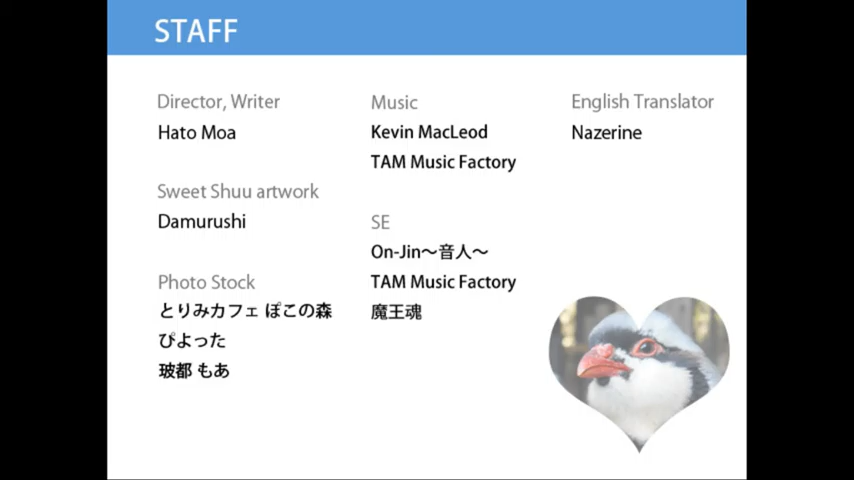 STAFF
Director, Writer
Hato Moa
Sweet Shuu artwork
Damurushi
Photo Stock
とりみカフェ ぽこの森
ぴよった
玻都 もあ
Music
Kevin MacLeod
TAM Music Factory
SE
On-Jin～音人～
TAM Music Factory
魔王魂
English Translator
Nazerine